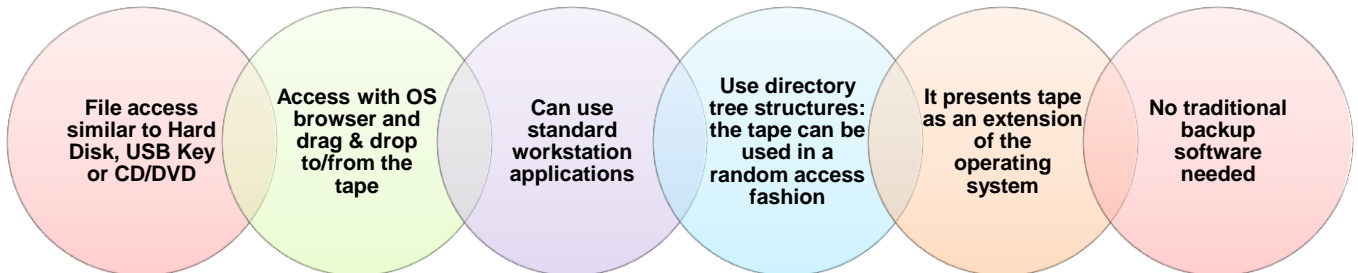 File access
similar to Hard
Disk, USB Key
or CD/DVD
Access with OS
browser and
drag & drop
to/from the
tape
Can use
standard
workstation
applications
Use directory
tree structures:
the tape can be
used in a
random access
fashion
It presents tape
as an extension
of the
operating
system
No traditional
backup
software
needed